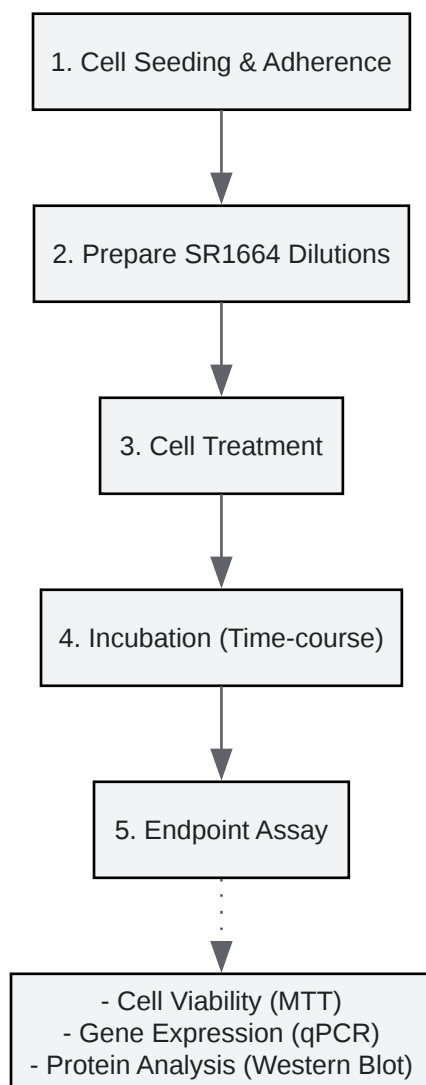 1. Cell Seeding & Adherence
2. Prepare SR1664 Dilutions
3. Cell Treatment
4. Incubation (Time-course)
5. Endpoint Assay
- Cell Viability (MTT)
- Gene Expression (qPCR)
- Protein Analysis (Western Blot)